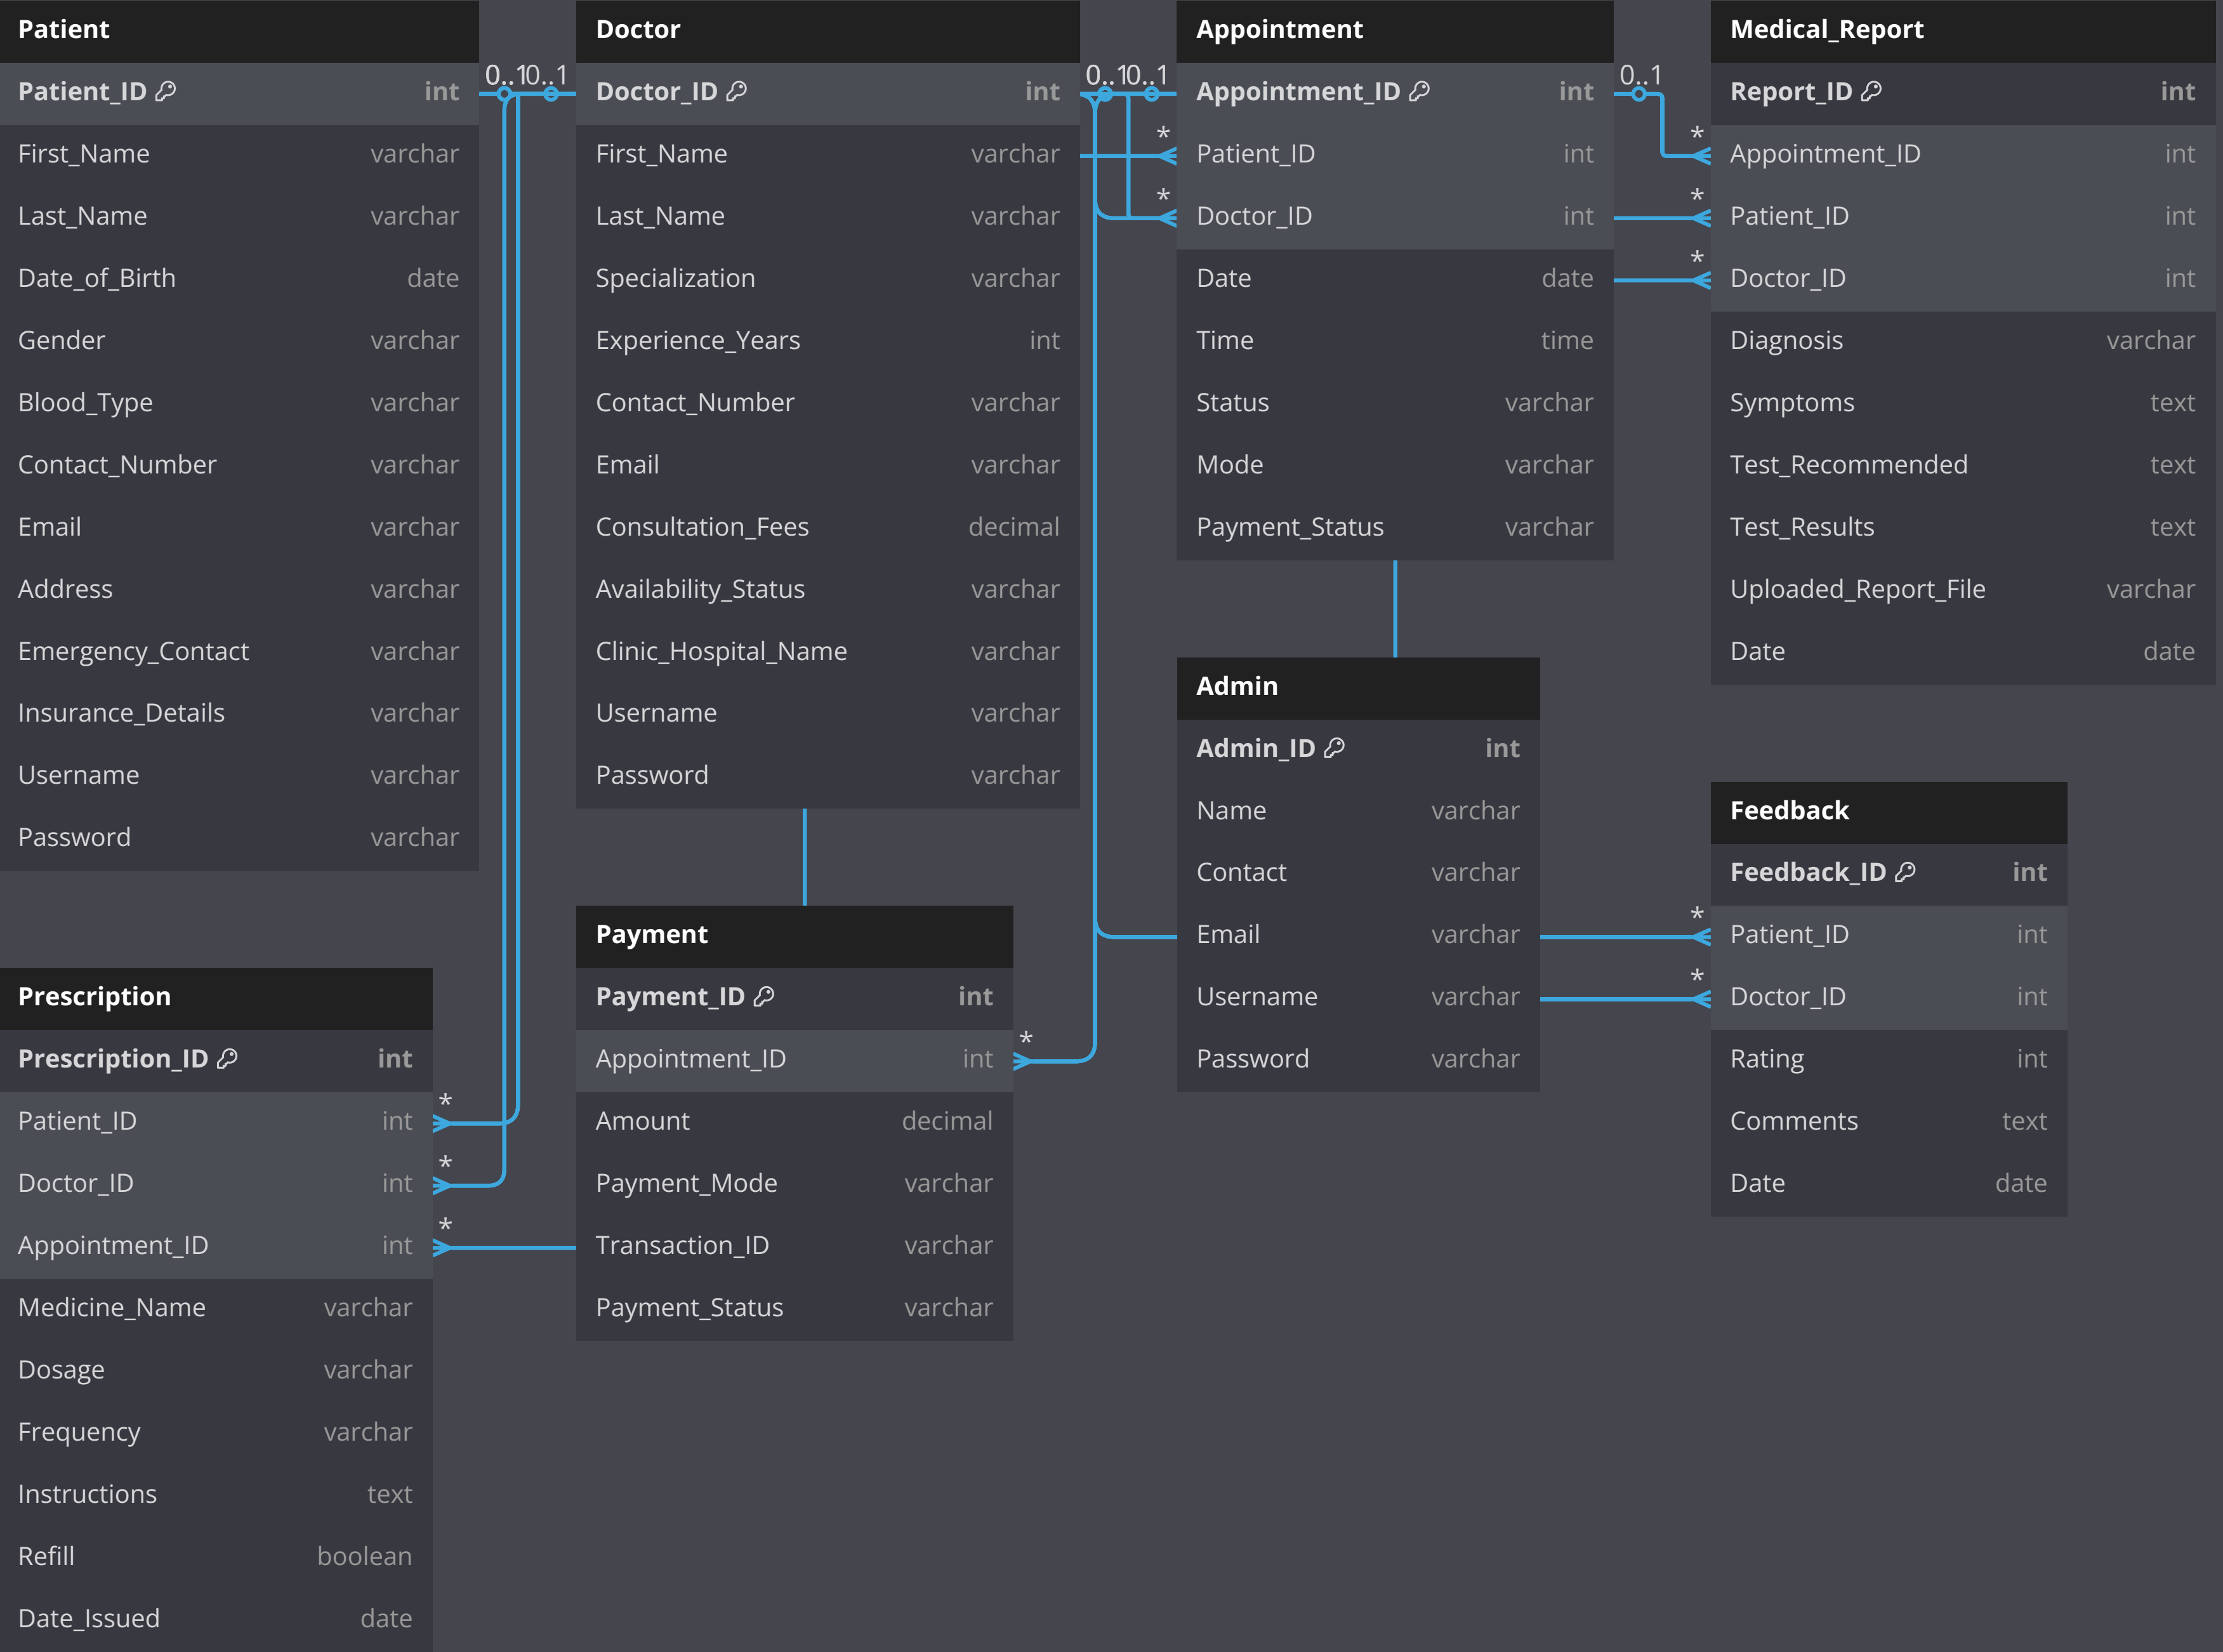 Patient
Patient_ID int
First_Name varchar
Last_Name varchar
Date_of_Birth date
Gender varchar
Blood_Type varchar
Contact_Number varchar
Email varchar
Address varchar
Emergency_Contact varchar
Insurance_Details varchar
Username varchar
Password varchar
0..1
0..1
Doctor
Doctor_ID int
First_Name varchar
Last_Name varchar
Specialization varchar
Experience_Years int
Contact_Number varchar
Email varchar
Consultation_Fees decimal
Availability_Status varchar
Clinic_Hospital_Name varchar
Username varchar
Password varchar
0..1
0..1
*
*
Appointment
Appointment_ID int
Patient_ID int
Doctor_ID int
Date date
Time time
Status varchar
Mode varchar
Payment_Status varchar
0..1
*
*
*
Medical_Report
Report_ID int
Appointment_ID int
Patient_ID int
Doctor_ID int
Diagnosis varchar
Symptoms text
Test_Recommended text
Test_Results text
Uploaded_Report_File varchar
Date date
Prescription
Prescription_ID int
Patient_ID int
Doctor_ID int
Appointment_ID int
Medicine_Name varchar
Dosage varchar
Frequency varchar
Instructions text
Refill boolean
Date_Issued date
*
*
*
Payment
Payment_ID int
Appointment_ID int
Amount decimal
Payment_Mode varchar
Transaction_ID varchar
Payment_Status varchar
*
Admin
Admin_ID int
Name varchar
Contact varchar
Email varchar
Username varchar
Password varchar
*
*
Feedback
Feedback_ID int
Patient_ID int
Doctor_ID int
Rating int
Comments text
Date date